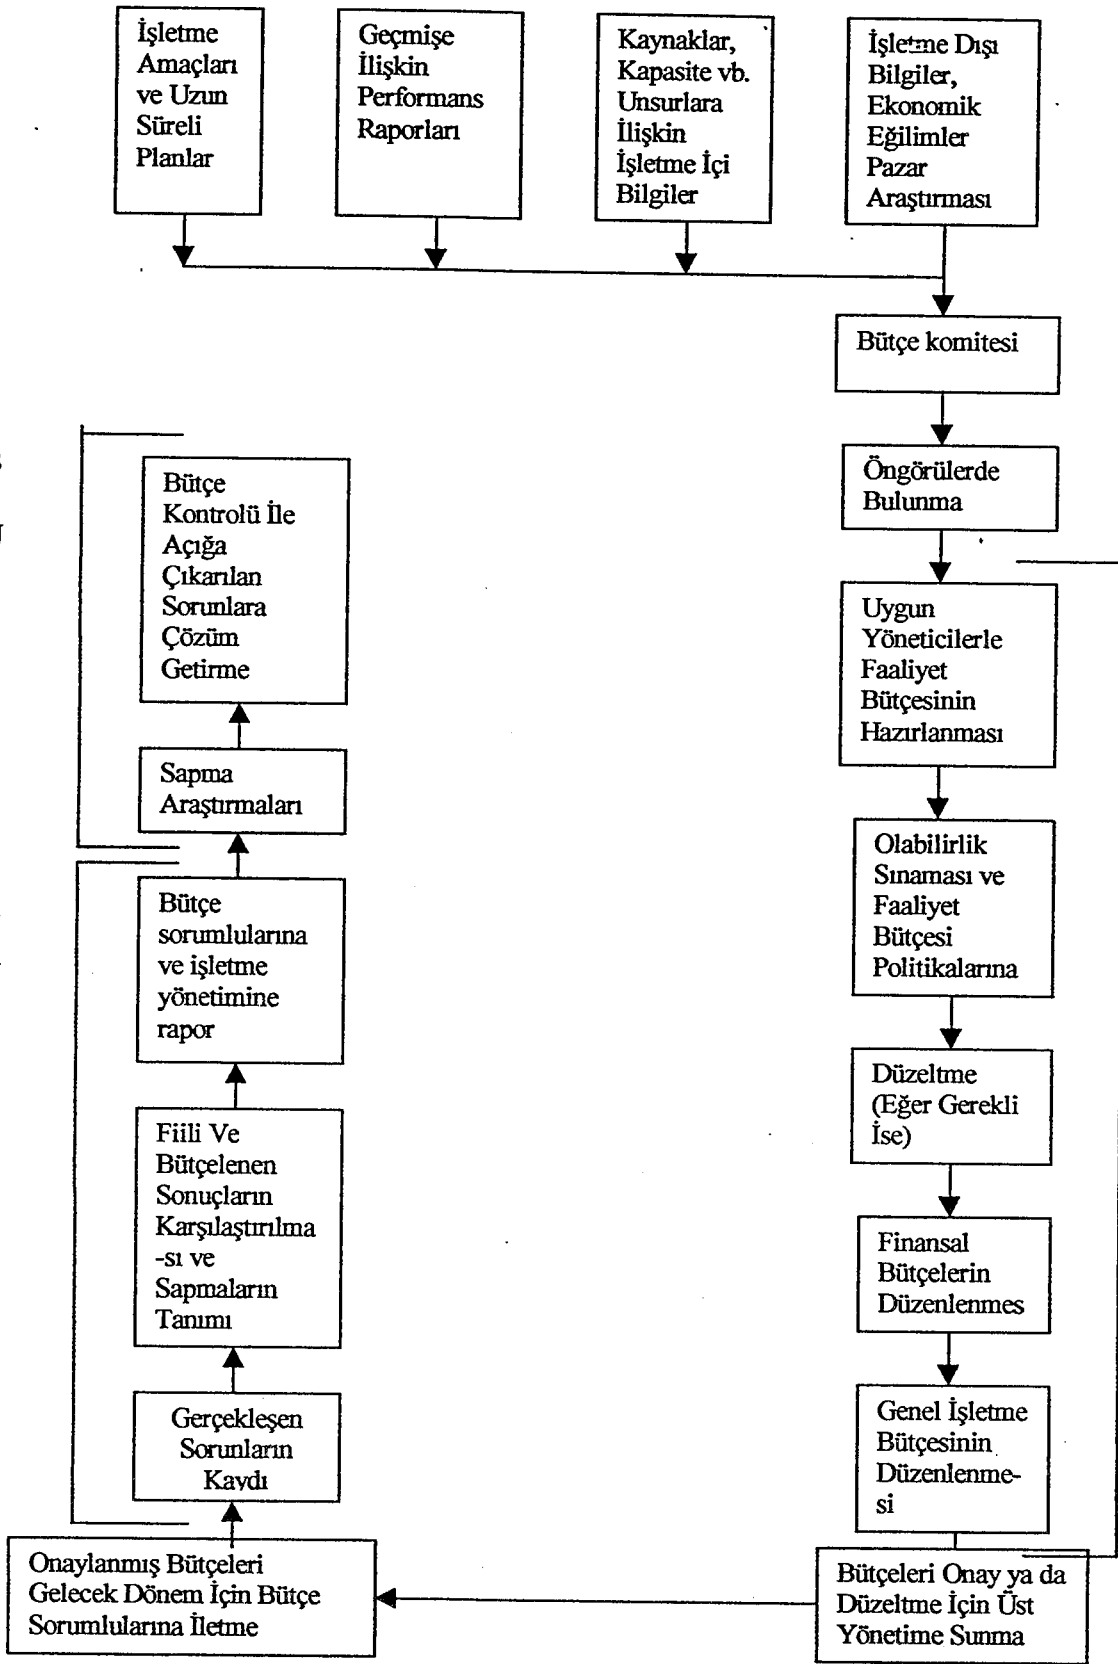 İşletme
Amaçları
ve Uzun
Süreli
Planlar
Geçmişe
İlişkin
Performans
Raporları
Kaynaklar,
Kapasite vb.
Unsurlara
İlişkin
İşletme İçi
Bilgiler
İşletme Dışı
Bilgiler,
Ekonomik
Eğilimler
Pazar
Araştırması
Bütçe komitesi
Öngörülerde
Bulunma
Uygun
Yöneticilerle
Faaliyet
Bütçesinin
Hazırlanması
Olabilirlik
Sınaması ve
Faaliyet
Bütçesi
Politikalarına
Düzeltme
(Eğer Gerekli
İse)
Finansal
Bütçelerin
Düzenlenmes
Genel İşletme
Bütçesinin
Düzenlenme-
si
Bütçeleri Onay ya da
Düzeltme İçin Üst
Yönetime Sunma
Onaylanmış Bütçeleri
Gelecek Dönem İçin Bütçe
Sorumlularına İletme
Gerçekleşen
Sorunların
Kaydı
Fiili Ve
Bütçelenen
Sonuçların
Karşılaştırılma
-sı ve
Sapmaların
Tanımı
Bütçe
sorumlularına
ve işletme
yönetimine
rapor
Sapma
Araştırmaları
Bütçe
Kontrolü İle
Açığa
Çıkarılan
Sorunlara
Çözüm
Getirme